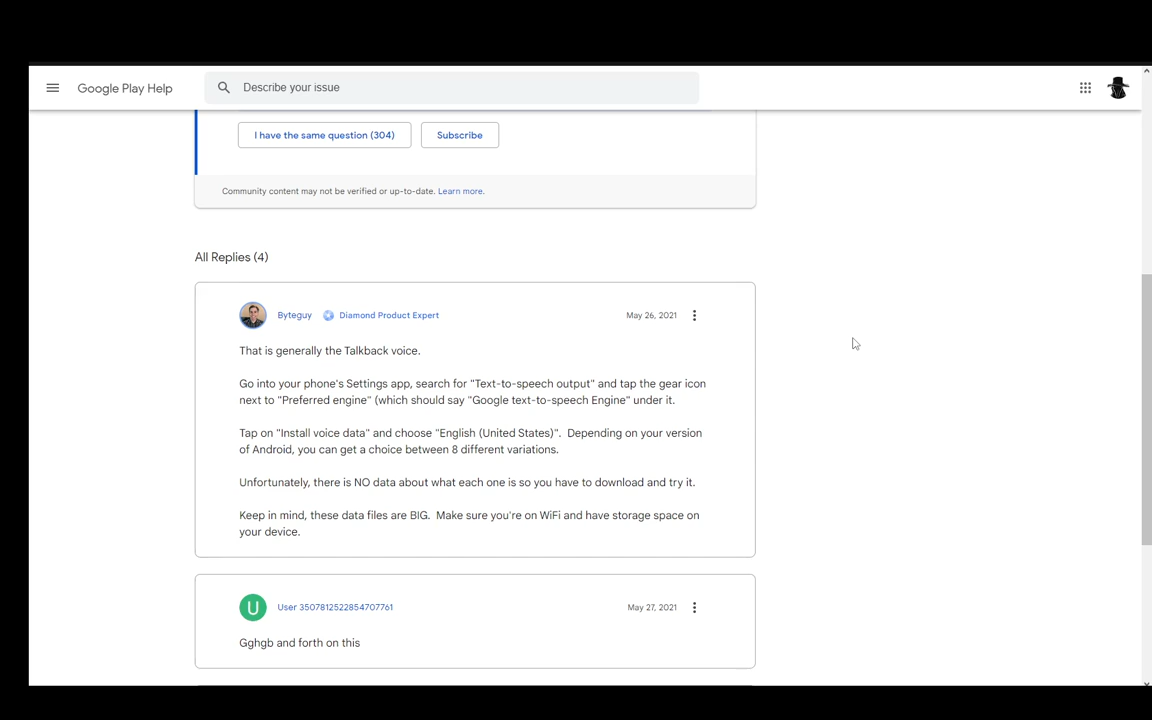 Google Play Help
Describe your issue
I have the same question (304)
Subscribe
Community content may not be verified or up-to-date. Learn more.
All Replies (4)
Byteguy
Diamond Product Expert
May 26, 2021
That is generally the Talkback voice.
Go into your phone's Settings app, search for "Text-to-speech output" and tap the gear icon
next to "Preferred engine" (which should say "Google text-to-speech Engine" under it.
Tap on "Install voice data" and choose "English (United States)".  Depending on your version
of Android, you can get a choice between 8 different variations.
Unfortunately, there is NO data about what each one is so you have to download and try it.
Keep in mind, these data files are BIG.  Make sure you're on WiFi and have storage space on
your device.
U
User 3507812522854707761
May 27, 2021
Gghgb and forth on this